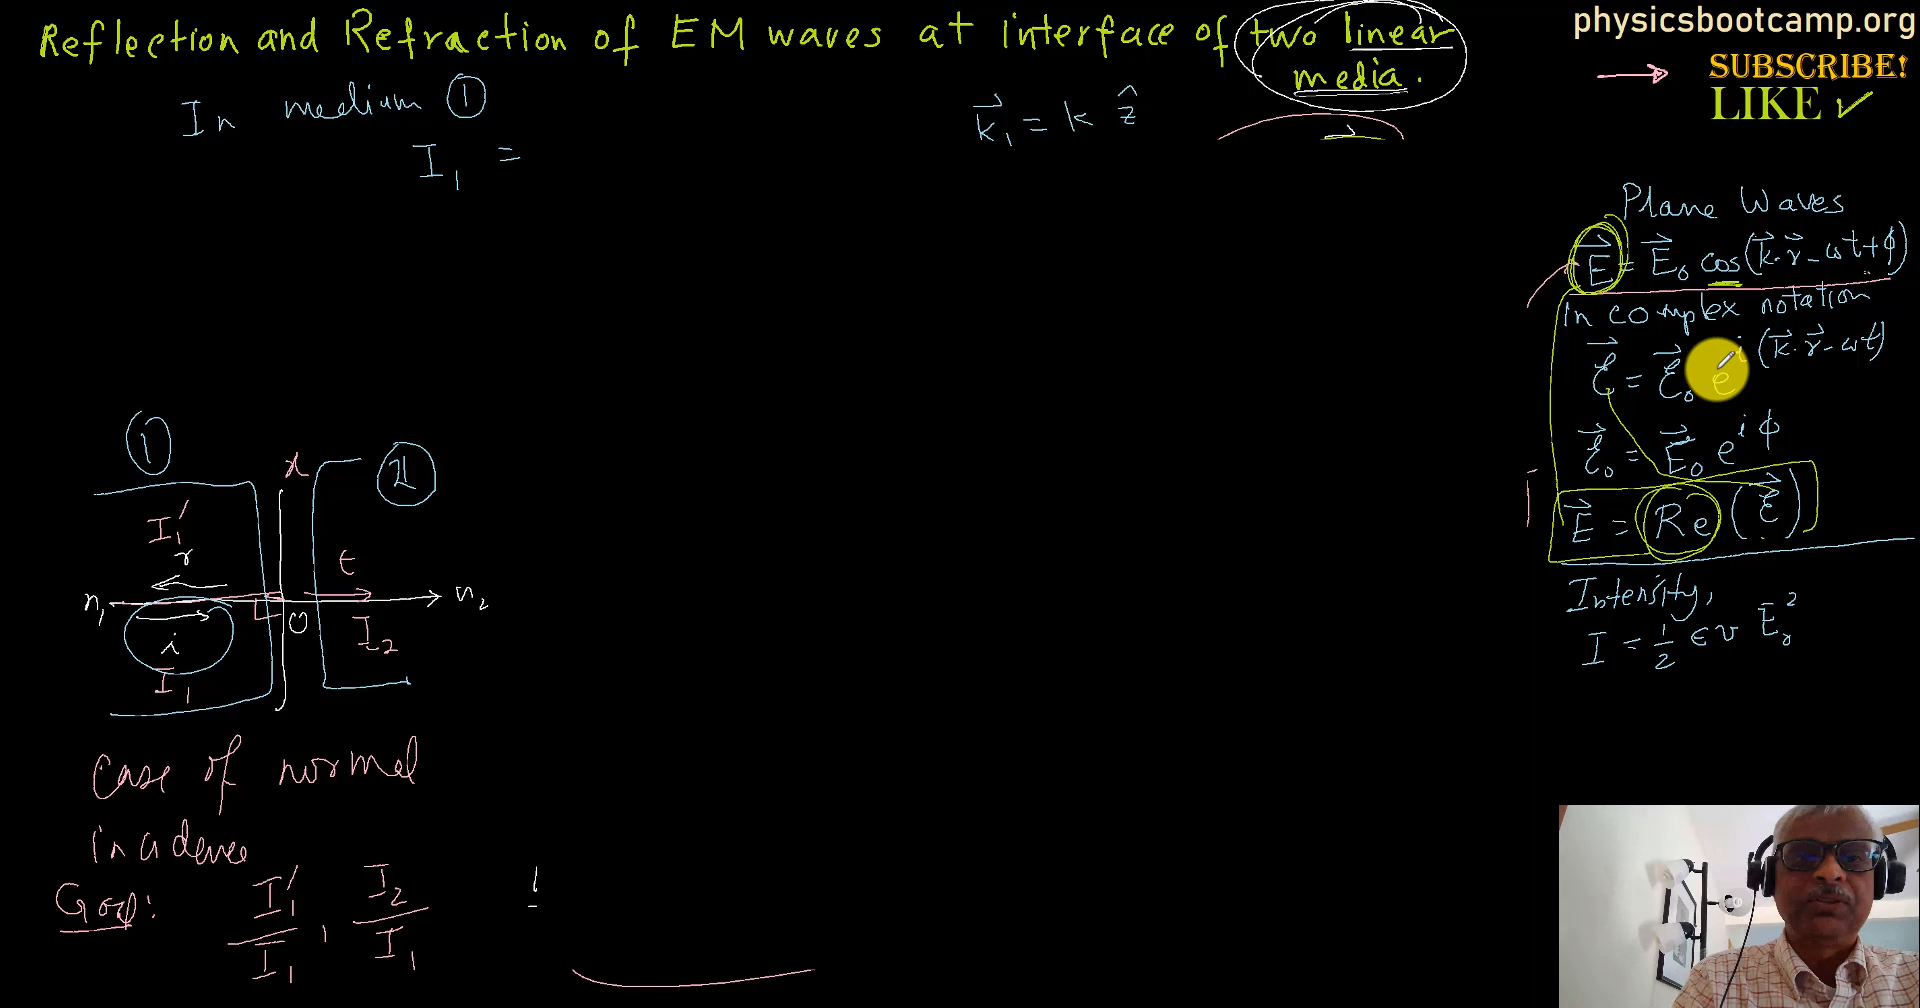 Reflection and Refraction of EM waves at interface of two linear
media.
physicsbootcamp.org
SUBSCRIBE!
LIKE ✓
In medium ①
I₁ =
k⃗₁ = k ẑ
Plane Waves
E⃗ = E⃗₀ cos(k⃗·r⃗ - ωt + ϕ)
in complex notation
ℰ⃗ = ℰ⃗₀ e^i(k⃗·r⃗ - ωt)
ℰ⃗₀ = E⃗₀ e^iϕ
E⃗ = Re(ℰ⃗)
Intensity,
I = 1/2 ϵ v E₀²
①
x
2
I₁′
r
t
n₁
n₂
O
i
I₂
I₁
case of normal
incidence
Goal: I₁′/I₁, I₂/I₁